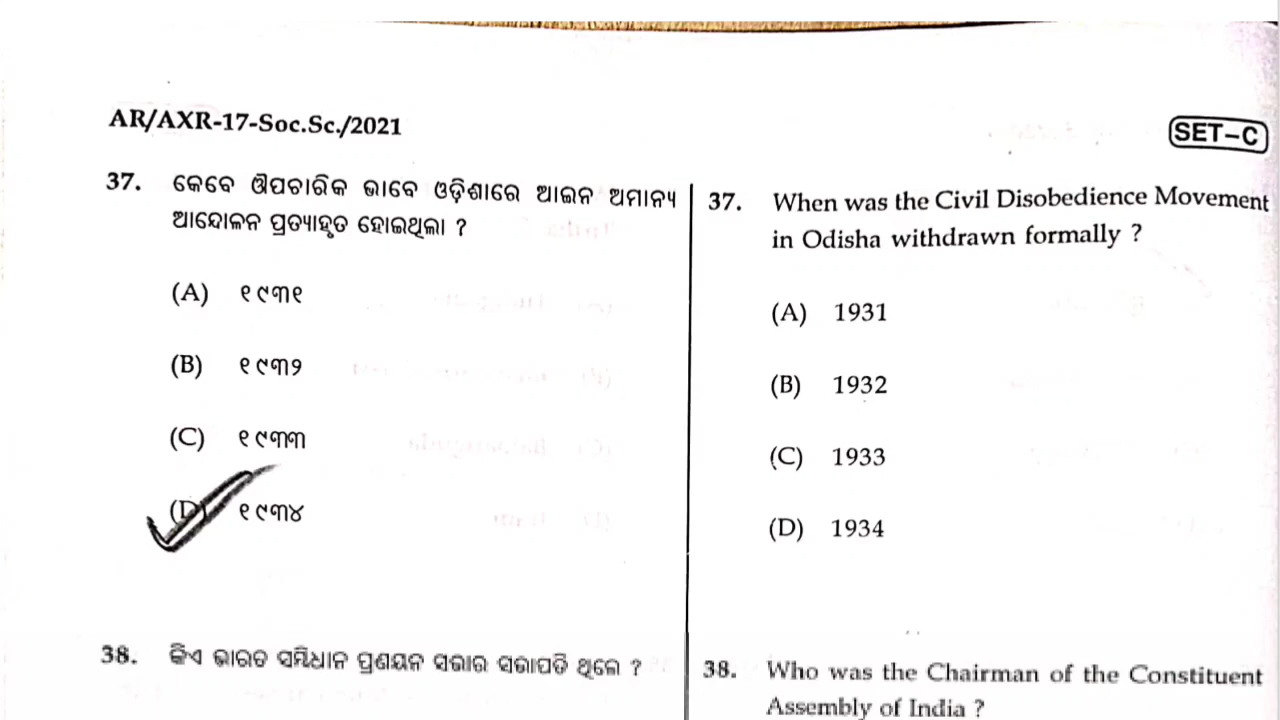 AR/AXR-17-Soc.Sc./2021
SET-C
37. କେବେ ଔପଚାରିକ ଭାବେ ଓଡ଼ିଶାରେ ଆଇନ ଅମାନ୍ୟ
ଆନ୍ଦୋଳନ ପ୍ରତ୍ୟାହୃତ ହୋଇଥିଲା ?
(A) ୧୯୩୧
(B) ୧୯୩୨
(C) ୧୯୩୩
(D) ୧୯୩୪
38. କିଏ ଭାରତ ସମ୍ବିଧାନ ପ୍ରଣୟନ ସଭାର ସଭାପତି ଥିଲେ ?
37. When was the Civil Disobedience Movement
in Odisha withdrawn formally ?
(A) 1931
(B) 1932
(C) 1933
(D) 1934
38. Who was the Chairman of the Constituent
Assembly of India ?